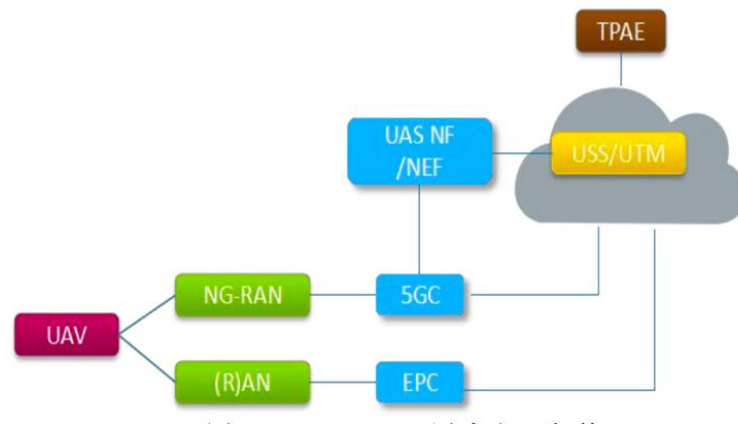 TPAE
UAS NF
/NEF
USS/UTM
NG-RAN
5GC
UAV
(R)AN
EPC